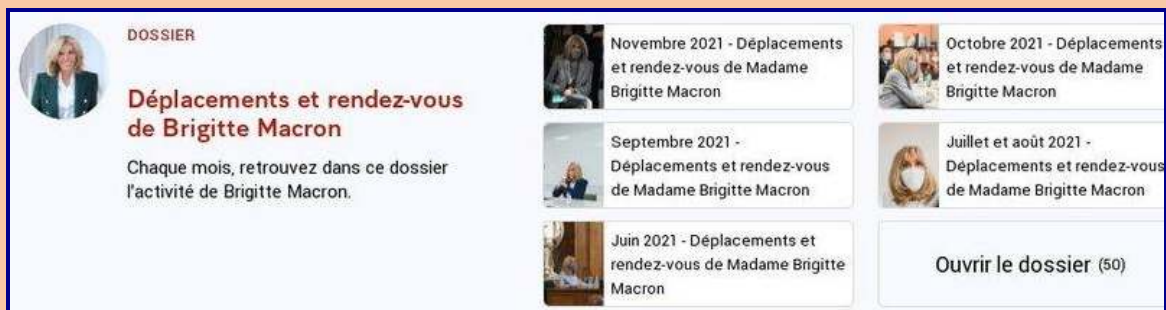 DOSSIER
Déplacements et rendez-vous
de Brigitte Macron
Chaque mois, retrouvez dans ce dossier
l'activité de Brigitte Macron.
Novembre 2021 - Déplacements
et rendez-vous de Madame
Brigitte Macron
Octobre 2021 - Déplacements
et rendez-vous de Madame
Brigitte Macron
Septembre 2021 -
Déplacements et rendez-vous
de Madame Brigitte Macron
Juillet et août 2021 -
Déplacements et rendez-vous
de Madame Brigitte Macron
Juin 2021 - Déplacements et
rendez-vous de Madame Brigitte
Macron
Ouvrir le dossier (50)